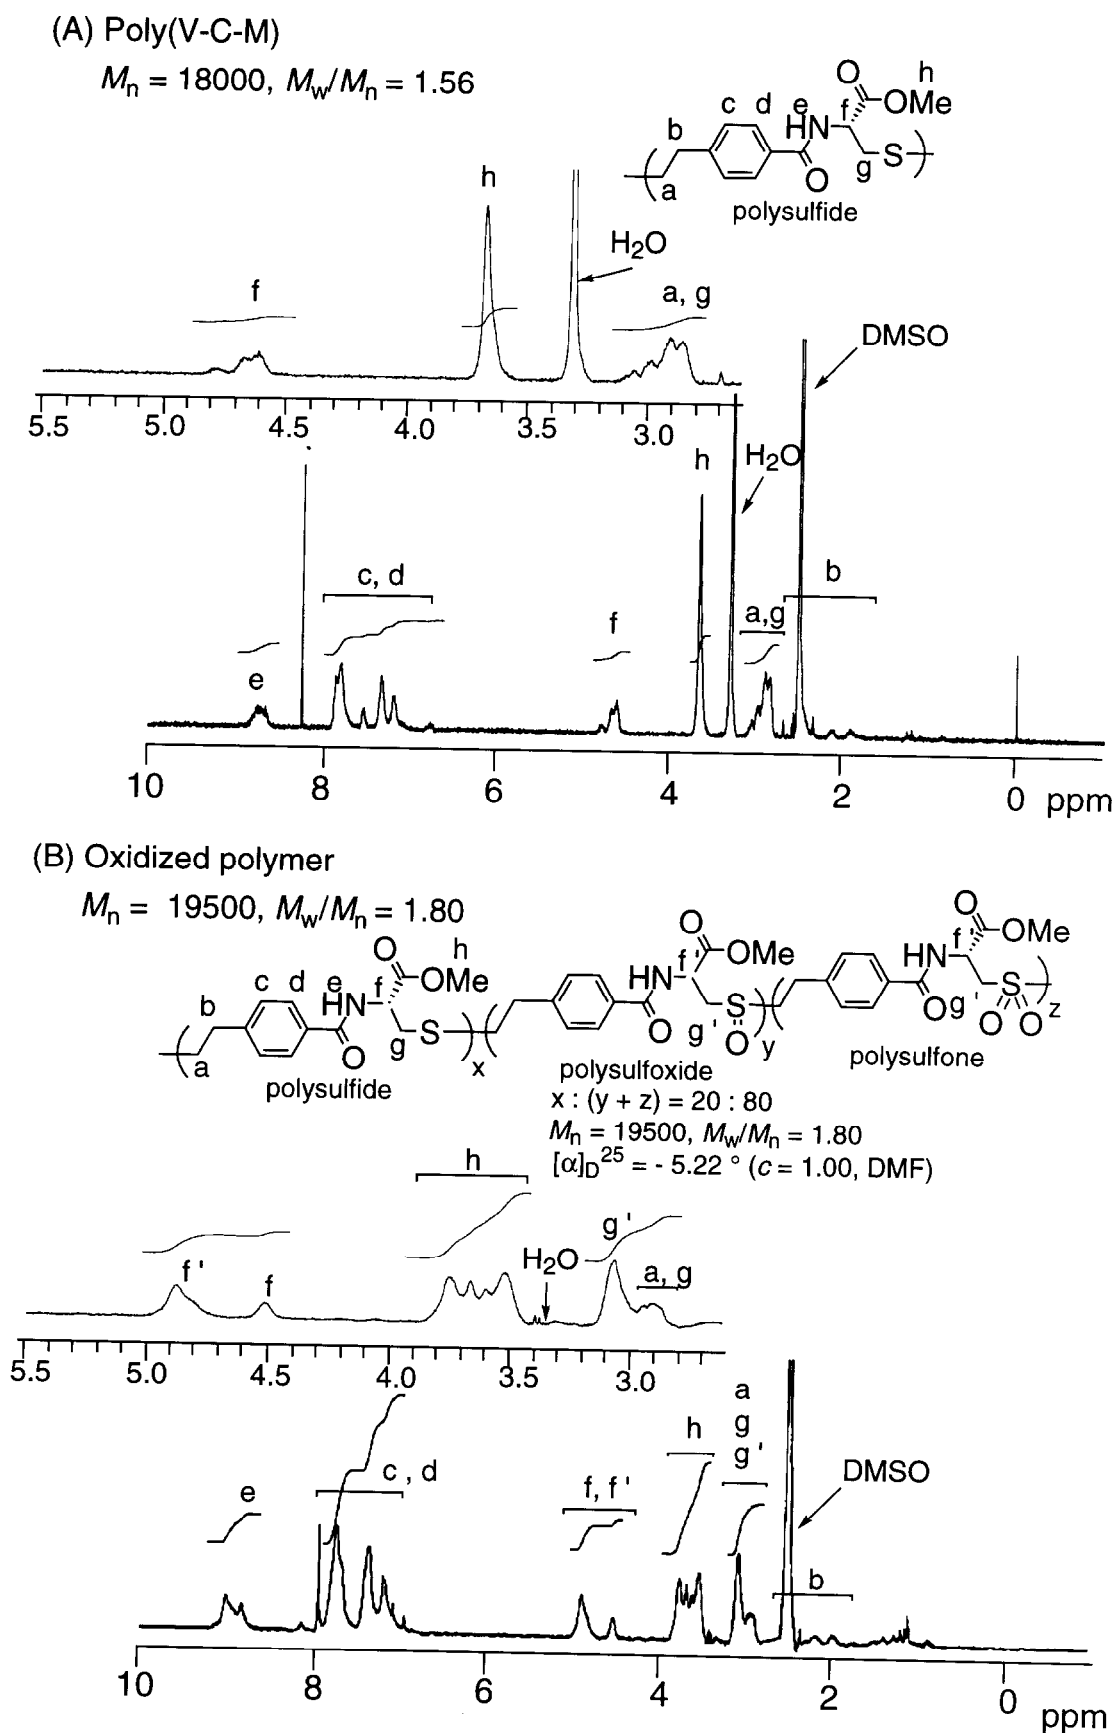 (A) Poly(V-C-M)
Mn = 18000, Mw/Mn = 1.56
O
h
OMe
c d e f
HN
b
S
g
O
a
polysulfide
h
H2O
f
a, g
DMSO
5.5 5.0 4.5 4.0 3.5 3.0
h
H2O
c, d
b
f
a,g
e
10 8 6 4 2 0 ppm
(B) Oxidized polymer
Mn = 19500, Mw/Mn = 1.80
O
h
OMe
c d e f
HN
b
S
g
O
a
x
polysulfide
O
OMe
HN
f '
S
g '
O
O
y
polysulfoxide
O
OMe
HN
f '
S
g '
O
O O
z
polysulfone
x : (y + z) = 20 : 80
Mn = 19500, Mw/Mn = 1.80
[α]D25 = - 5.22 ° (c = 1.00, DMF)
h
g '
H2O
f '
f
a, g
5.5 5.0 4.5 4.0 3.5 3.0
a
g
g '
h
c , d
DMSO
e
f, f '
b
10 8 6 4 2 0 ppm